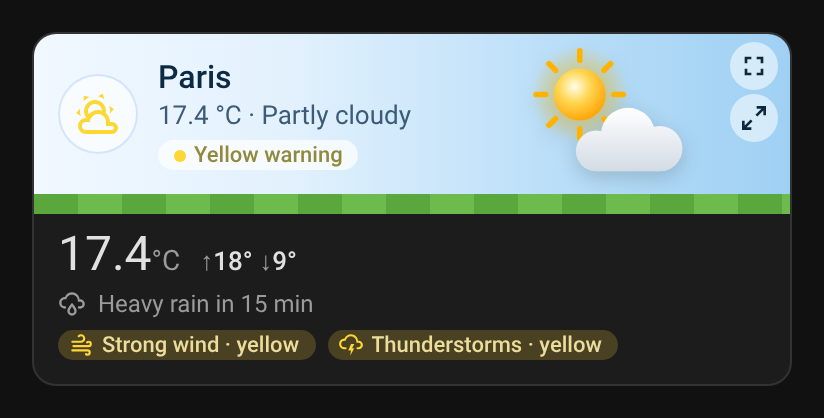 Paris
17.4 °C · Partly cloudy
Yellow warning
17.4°C ↑18° ↓9°
Heavy rain in 15 min
Strong wind · yellow
Thunderstorms · yellow